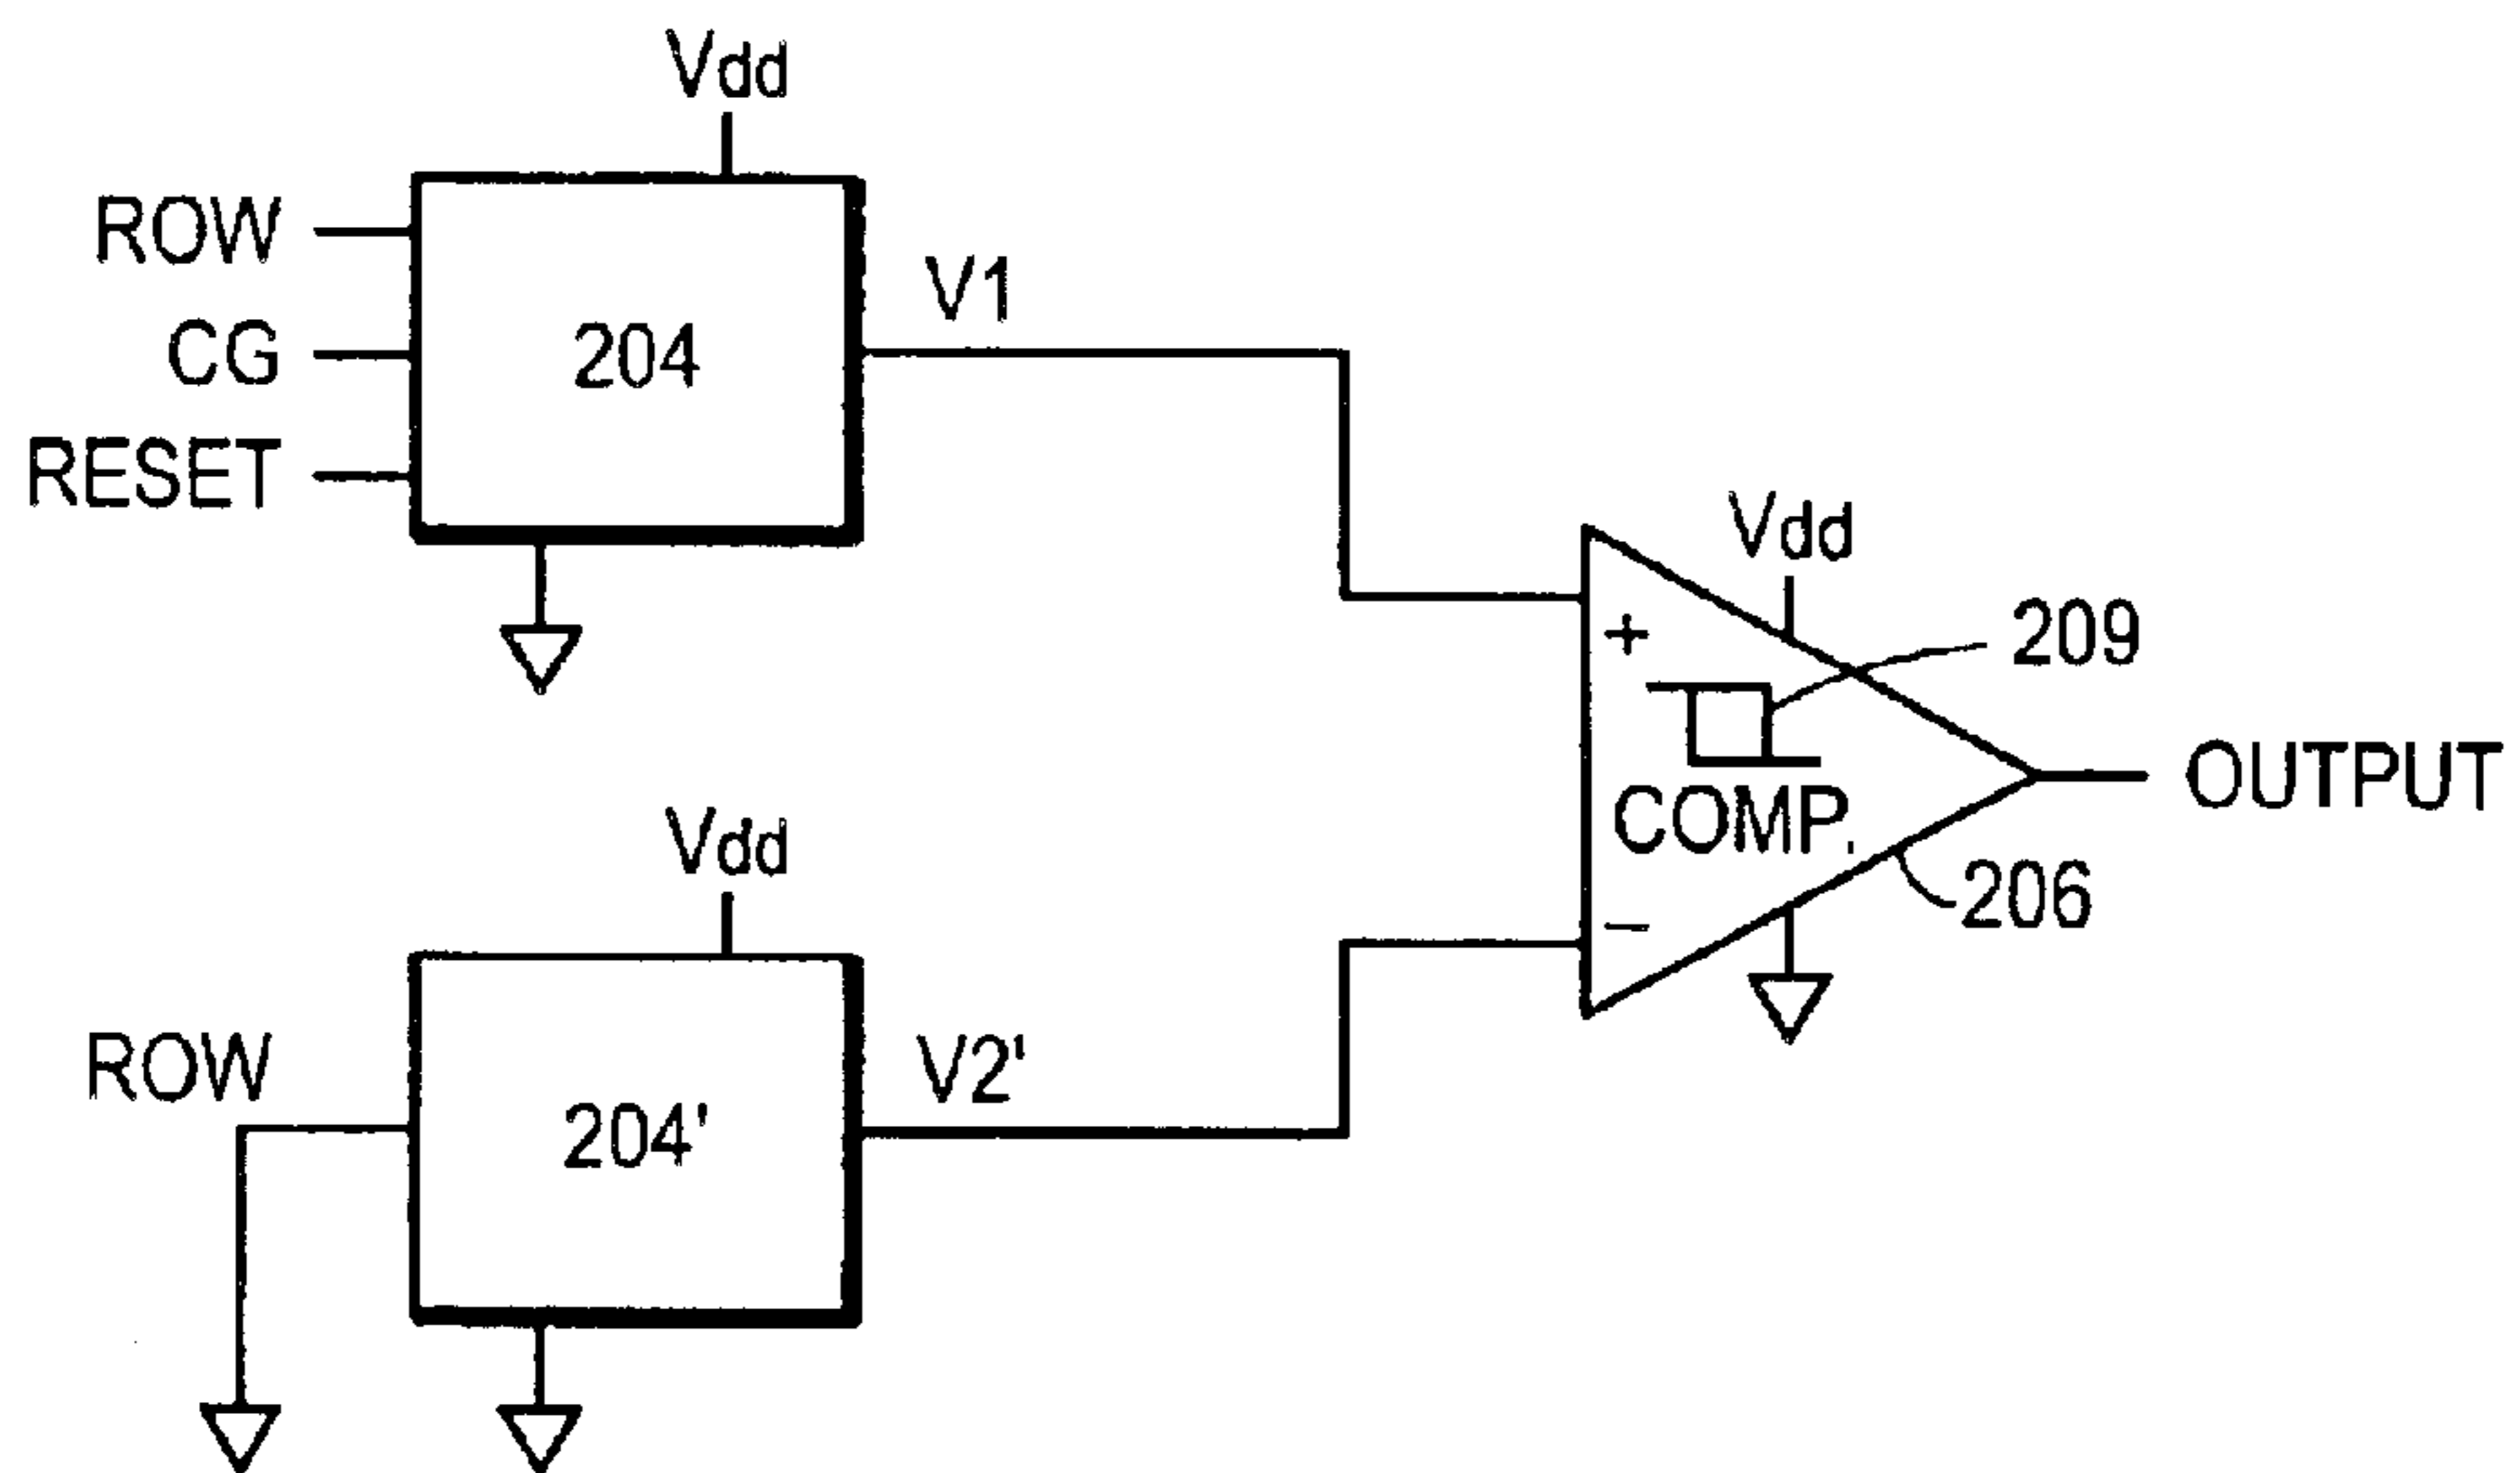 Vdd
ROW
CG
RESET
204
V1
Vdd
+
209
COMP.
OUTPUT
−
206
Vdd
ROW
204'
V2'